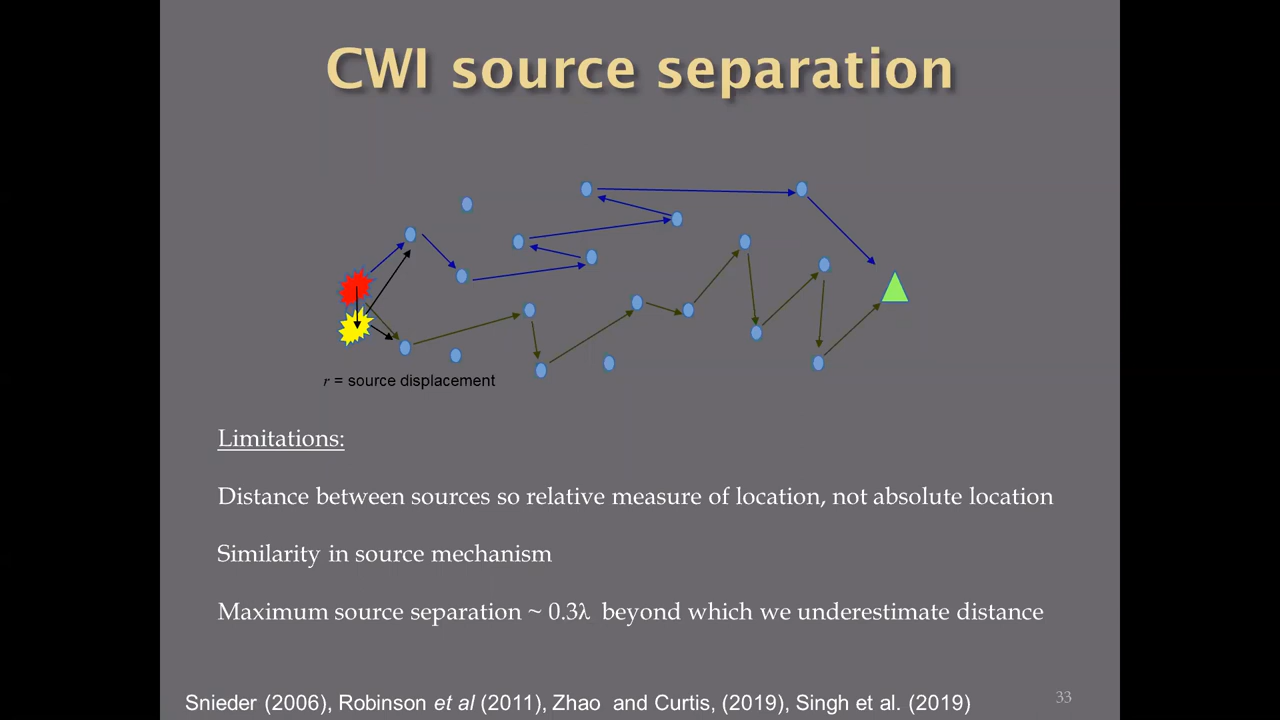 CWI source separation
r = source displacement
Limitations:
Distance between sources so relative measure of location, not absolute location
Similarity in source mechanism
Maximum source separation ~ 0.3λ beyond which we underestimate distance
Snieder (2006), Robinson et al (2011), Zhao and Curtis, (2019), Singh et al. (2019)
33